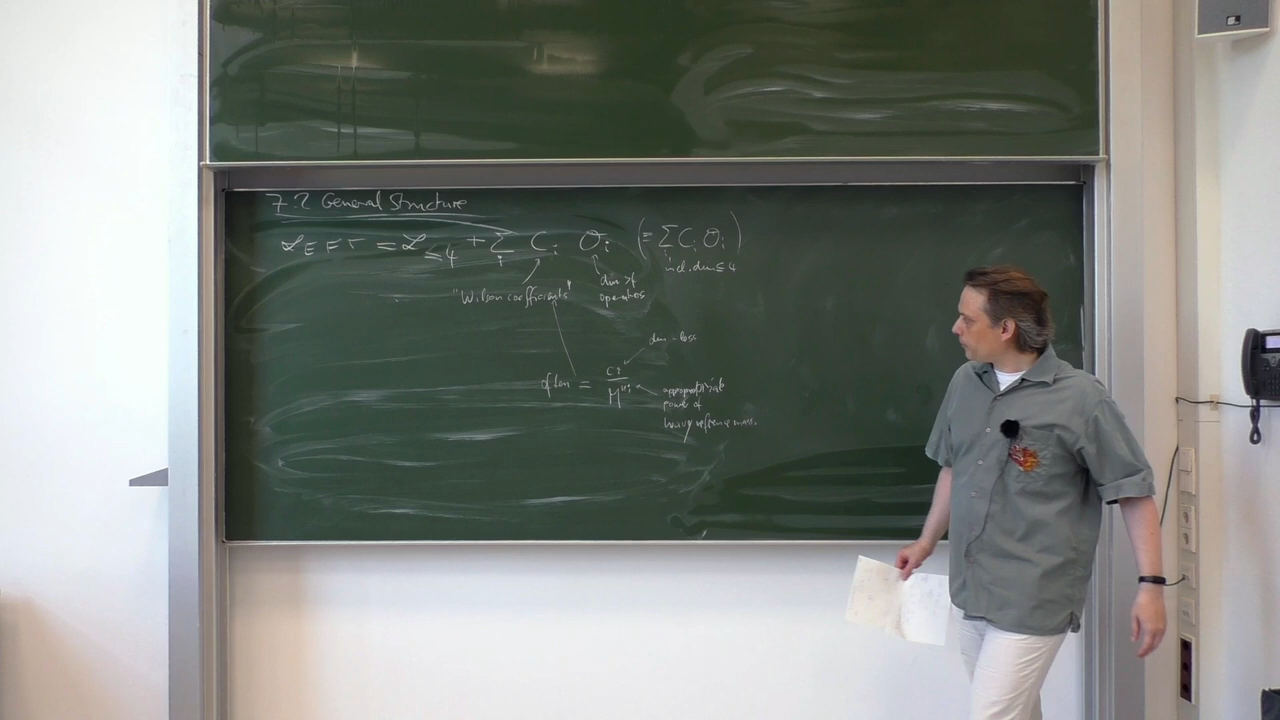 7.2 General Structure
ℒ_EFT = ℒ_≤4 + Σ_i C_i O_i (= Σ_i C_i O_i)
incl. dim ≤ 4
"Wilson coefficients"
dim > 4
operators
dim-less
often = c_i / M^n_i
appropriate
power of
heavy reference mass.